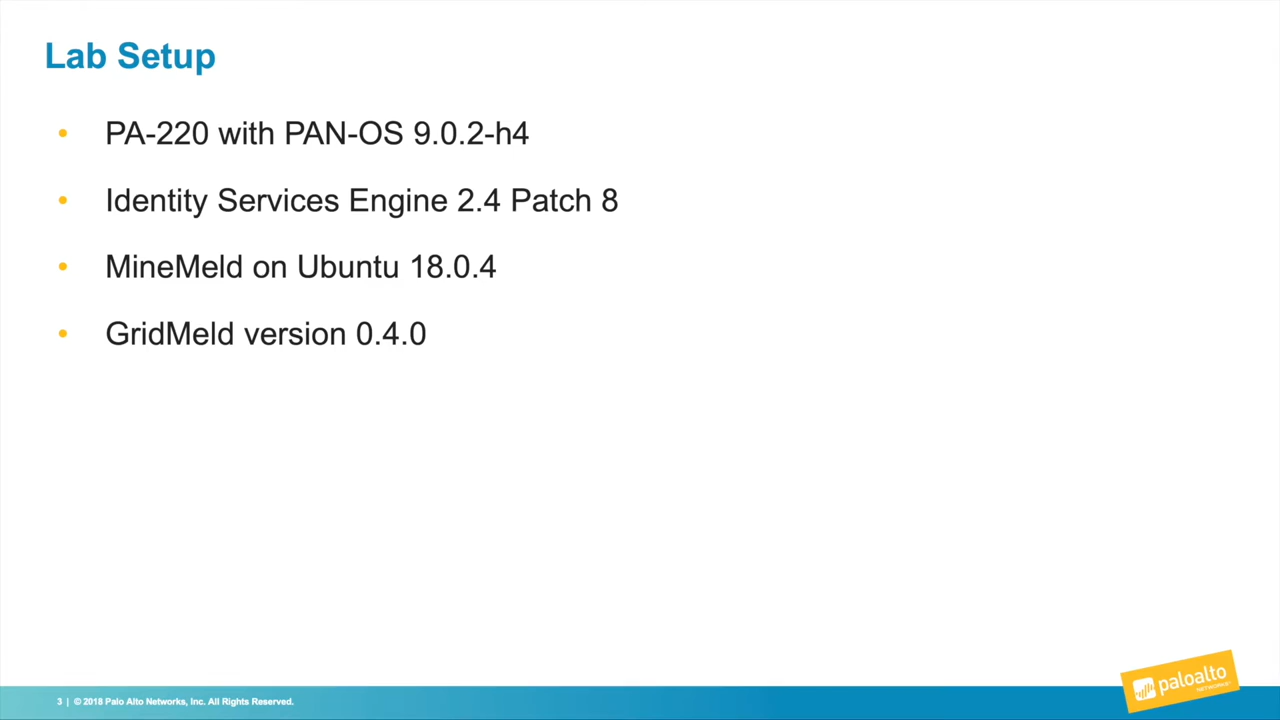 Lab Setup
• PA-220 with PAN-OS 9.0.2-h4
• Identity Services Engine 2.4 Patch 8
• MineMeld on Ubuntu 18.0.4
• GridMeld version 0.4.0
3 | © 2018 Palo Alto Networks, Inc. All Rights Reserved.
paloalto
NETWORKS